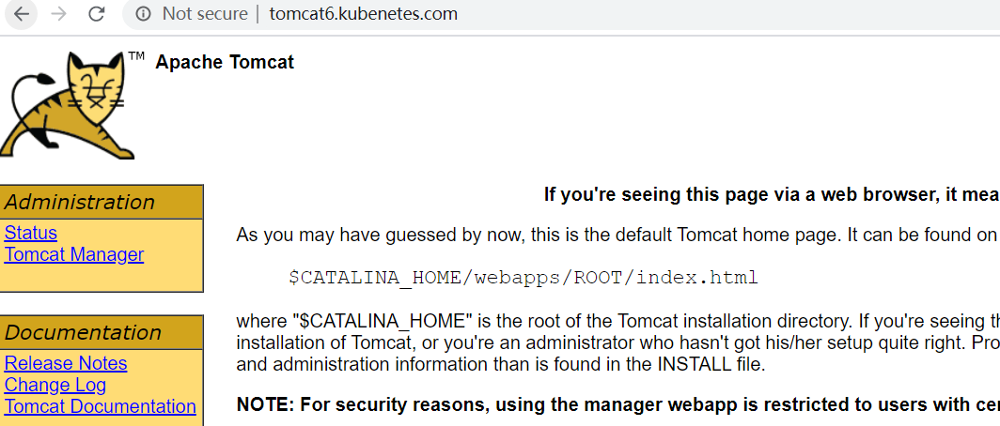 Not secure | tomcat6.kubenetes.com
TM
Apache Tomcat
Administration
Status
Tomcat Manager
Documentation
Release Notes
Change Log
Tomcat Documentation
If you're seeing this page via a web browser, it mea
As you may have guessed by now, this is the default Tomcat home page. It can be found on
$CATALINA_HOME/webapps/ROOT/index.html
where "$CATALINA_HOME" is the root of the Tomcat installation directory. If you're seeing th
installation of Tomcat, or you're an administrator who hasn't got his/her setup quite right. Pro
and administration information than is found in the INSTALL file.
NOTE: For security reasons, using the manager webapp is restricted to users with cer